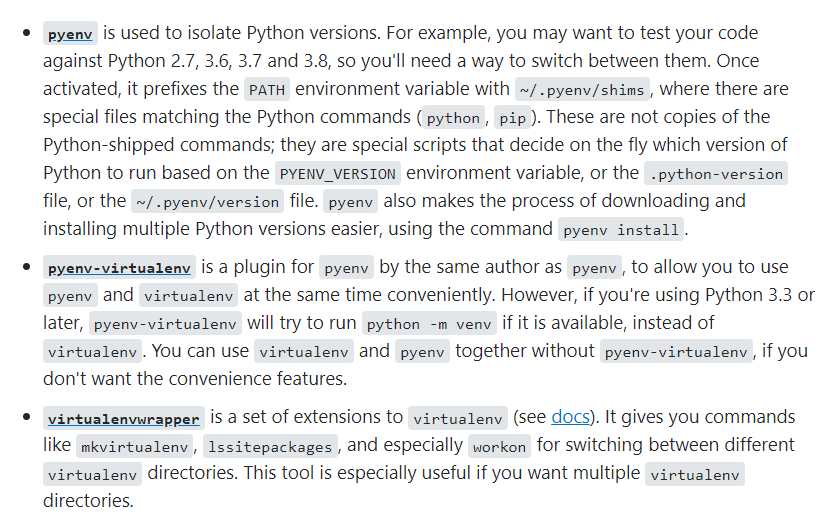 • pyenv is used to isolate Python versions. For example, you may want to test your code
against Python 2.7, 3.6, 3.7 and 3.8, so you'll need a way to switch between them. Once
activated, it prefixes the PATH environment variable with ~/.pyenv/shims, where there are
special files matching the Python commands (python, pip). These are not copies of the
Python-shipped commands; they are special scripts that decide on the fly which version of
Python to run based on the PYENV_VERSION environment variable, or the .python-version
file, or the ~/.pyenv/version file. pyenv also makes the process of downloading and
installing multiple Python versions easier, using the command pyenv install.
• pyenv-virtualenv is a plugin for pyenv by the same author as pyenv, to allow you to use
pyenv and virtualenv at the same time conveniently. However, if you're using Python 3.3 or
later, pyenv-virtualenv will try to run python -m venv if it is available, instead of
virtualenv. You can use virtualenv and pyenv together without pyenv-virtualenv, if you
don't want the convenience features.
• virtualenvwrapper is a set of extensions to virtualenv (see docs). It gives you commands
like mkvirtualenv, lssitepackages, and especially workon for switching between different
virtualenv directories. This tool is especially useful if you want multiple virtualenv
directories.